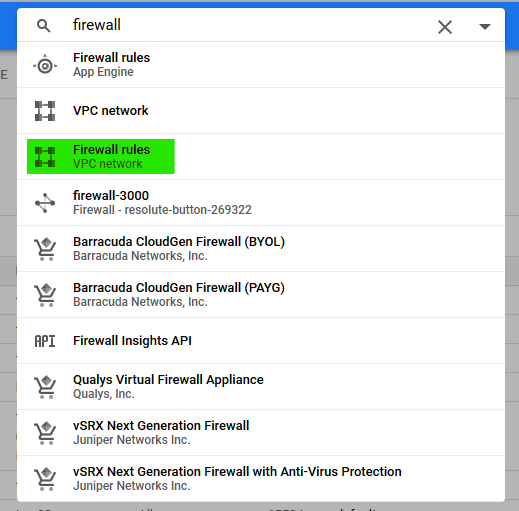 firewall
E
Firewall rules
App Engine
VPC network
Firewall rules
VPC network
firewall-3000
Firewall - resolute-button-269322
Barracuda CloudGen Firewall (BYOL)
Barracuda Networks, Inc.
Barracuda CloudGen Firewall (PAYG)
Barracuda Networks, Inc.
API
Firewall Insights API
Qualys Virtual Firewall Appliance
Qualys, Inc.
vSRX Next Generation Firewall
Juniper Networks Inc.
vSRX Next Generation Firewall with Anti-Virus Protection
Juniper Networks Inc.